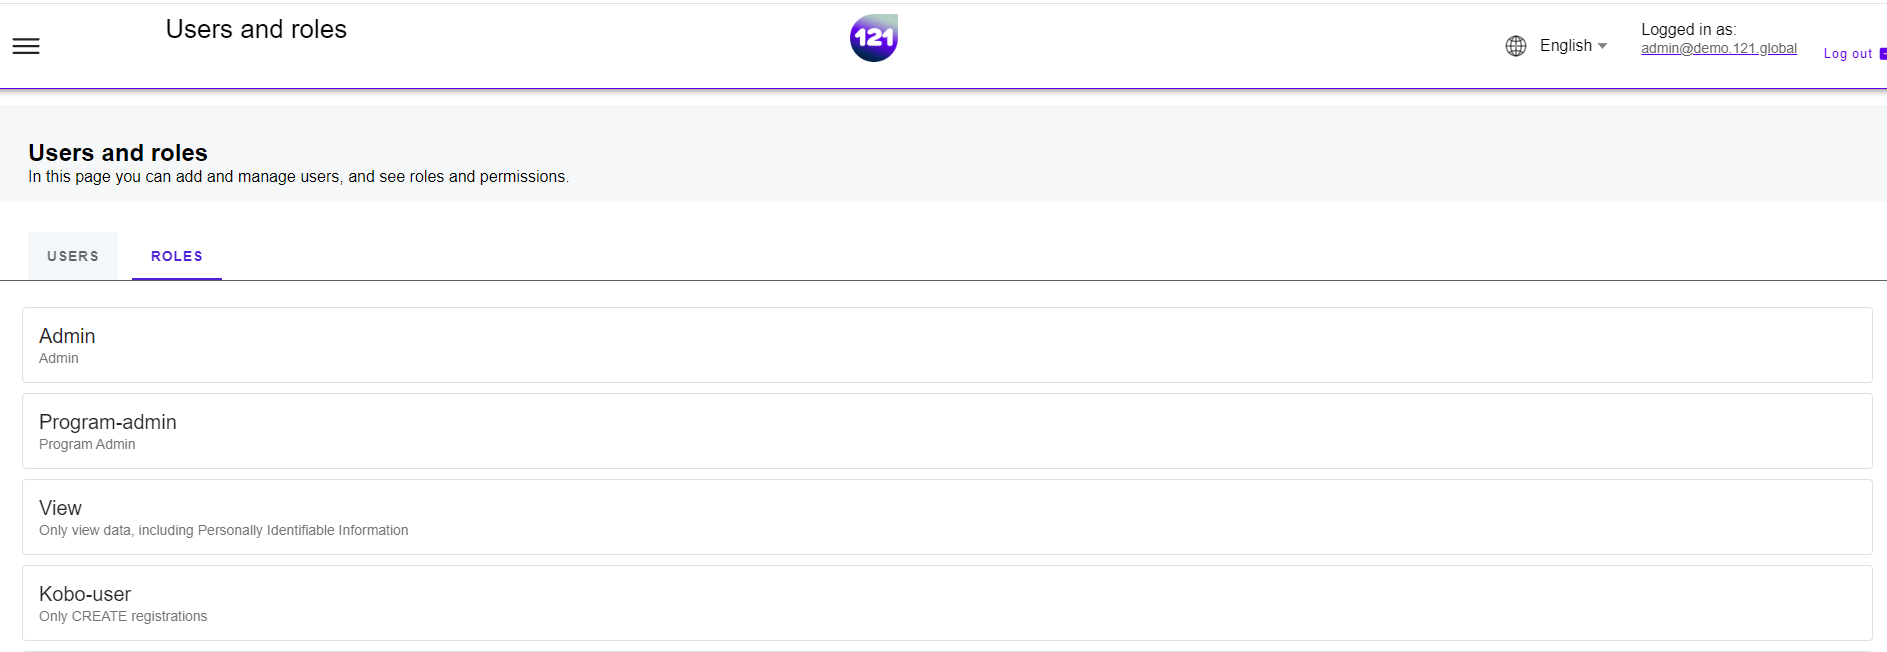 Users and roles
121
English
Logged in as:
admin@demo.121.global
Log out
Users and roles
In this page you can add and manage users, and see roles and permissions.
USERS
ROLES
Admin
Admin
Program-admin
Program Admin
View
Only view data, including Personally Identifiable Information
Kobo-user
Only CREATE registrations